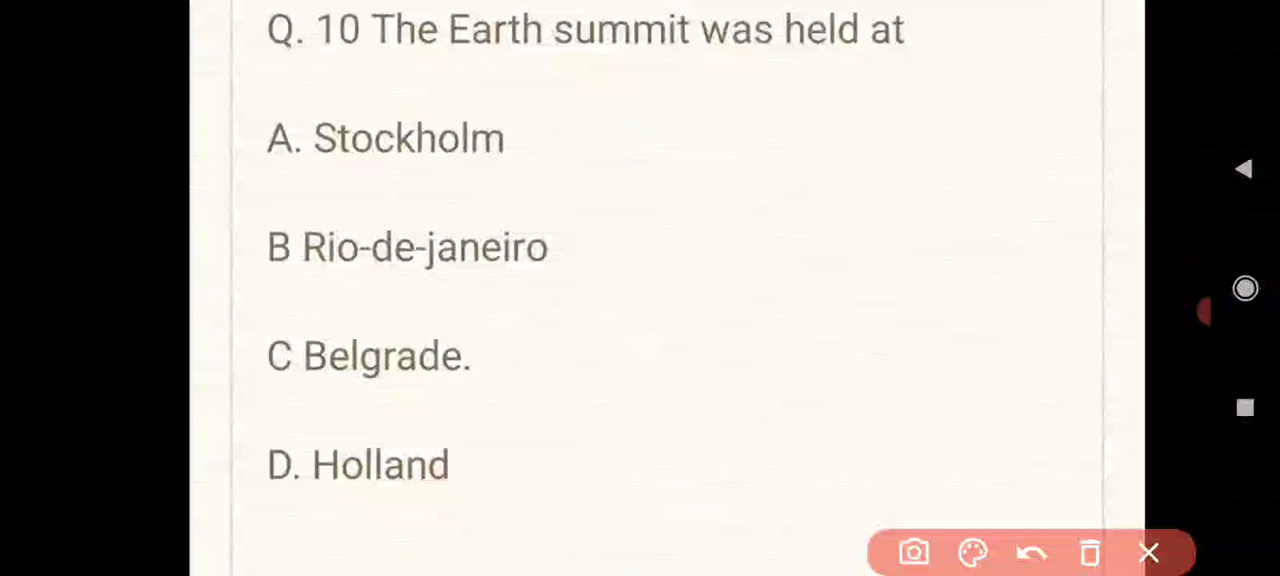 Q. 10 The Earth summit was held at
A. Stockholm
B Rio-de-janeiro
C Belgrade.
D. Holland